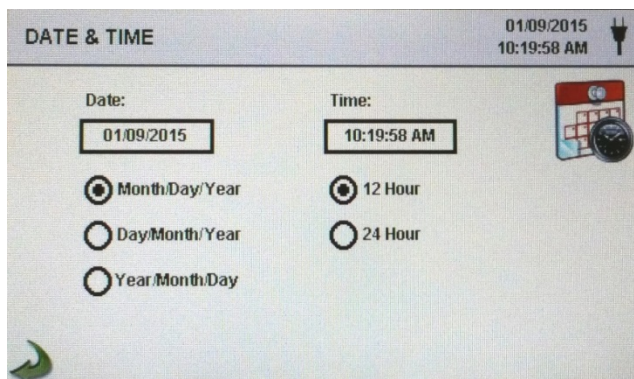 DATE & TIME
01/09/2015
10:19:58 AM
Date:
Time:
01/09/2015
10:19:58 AM
Month/Day/Year
12 Hour
Day/Month/Year
24 Hour
Year/Month/Day